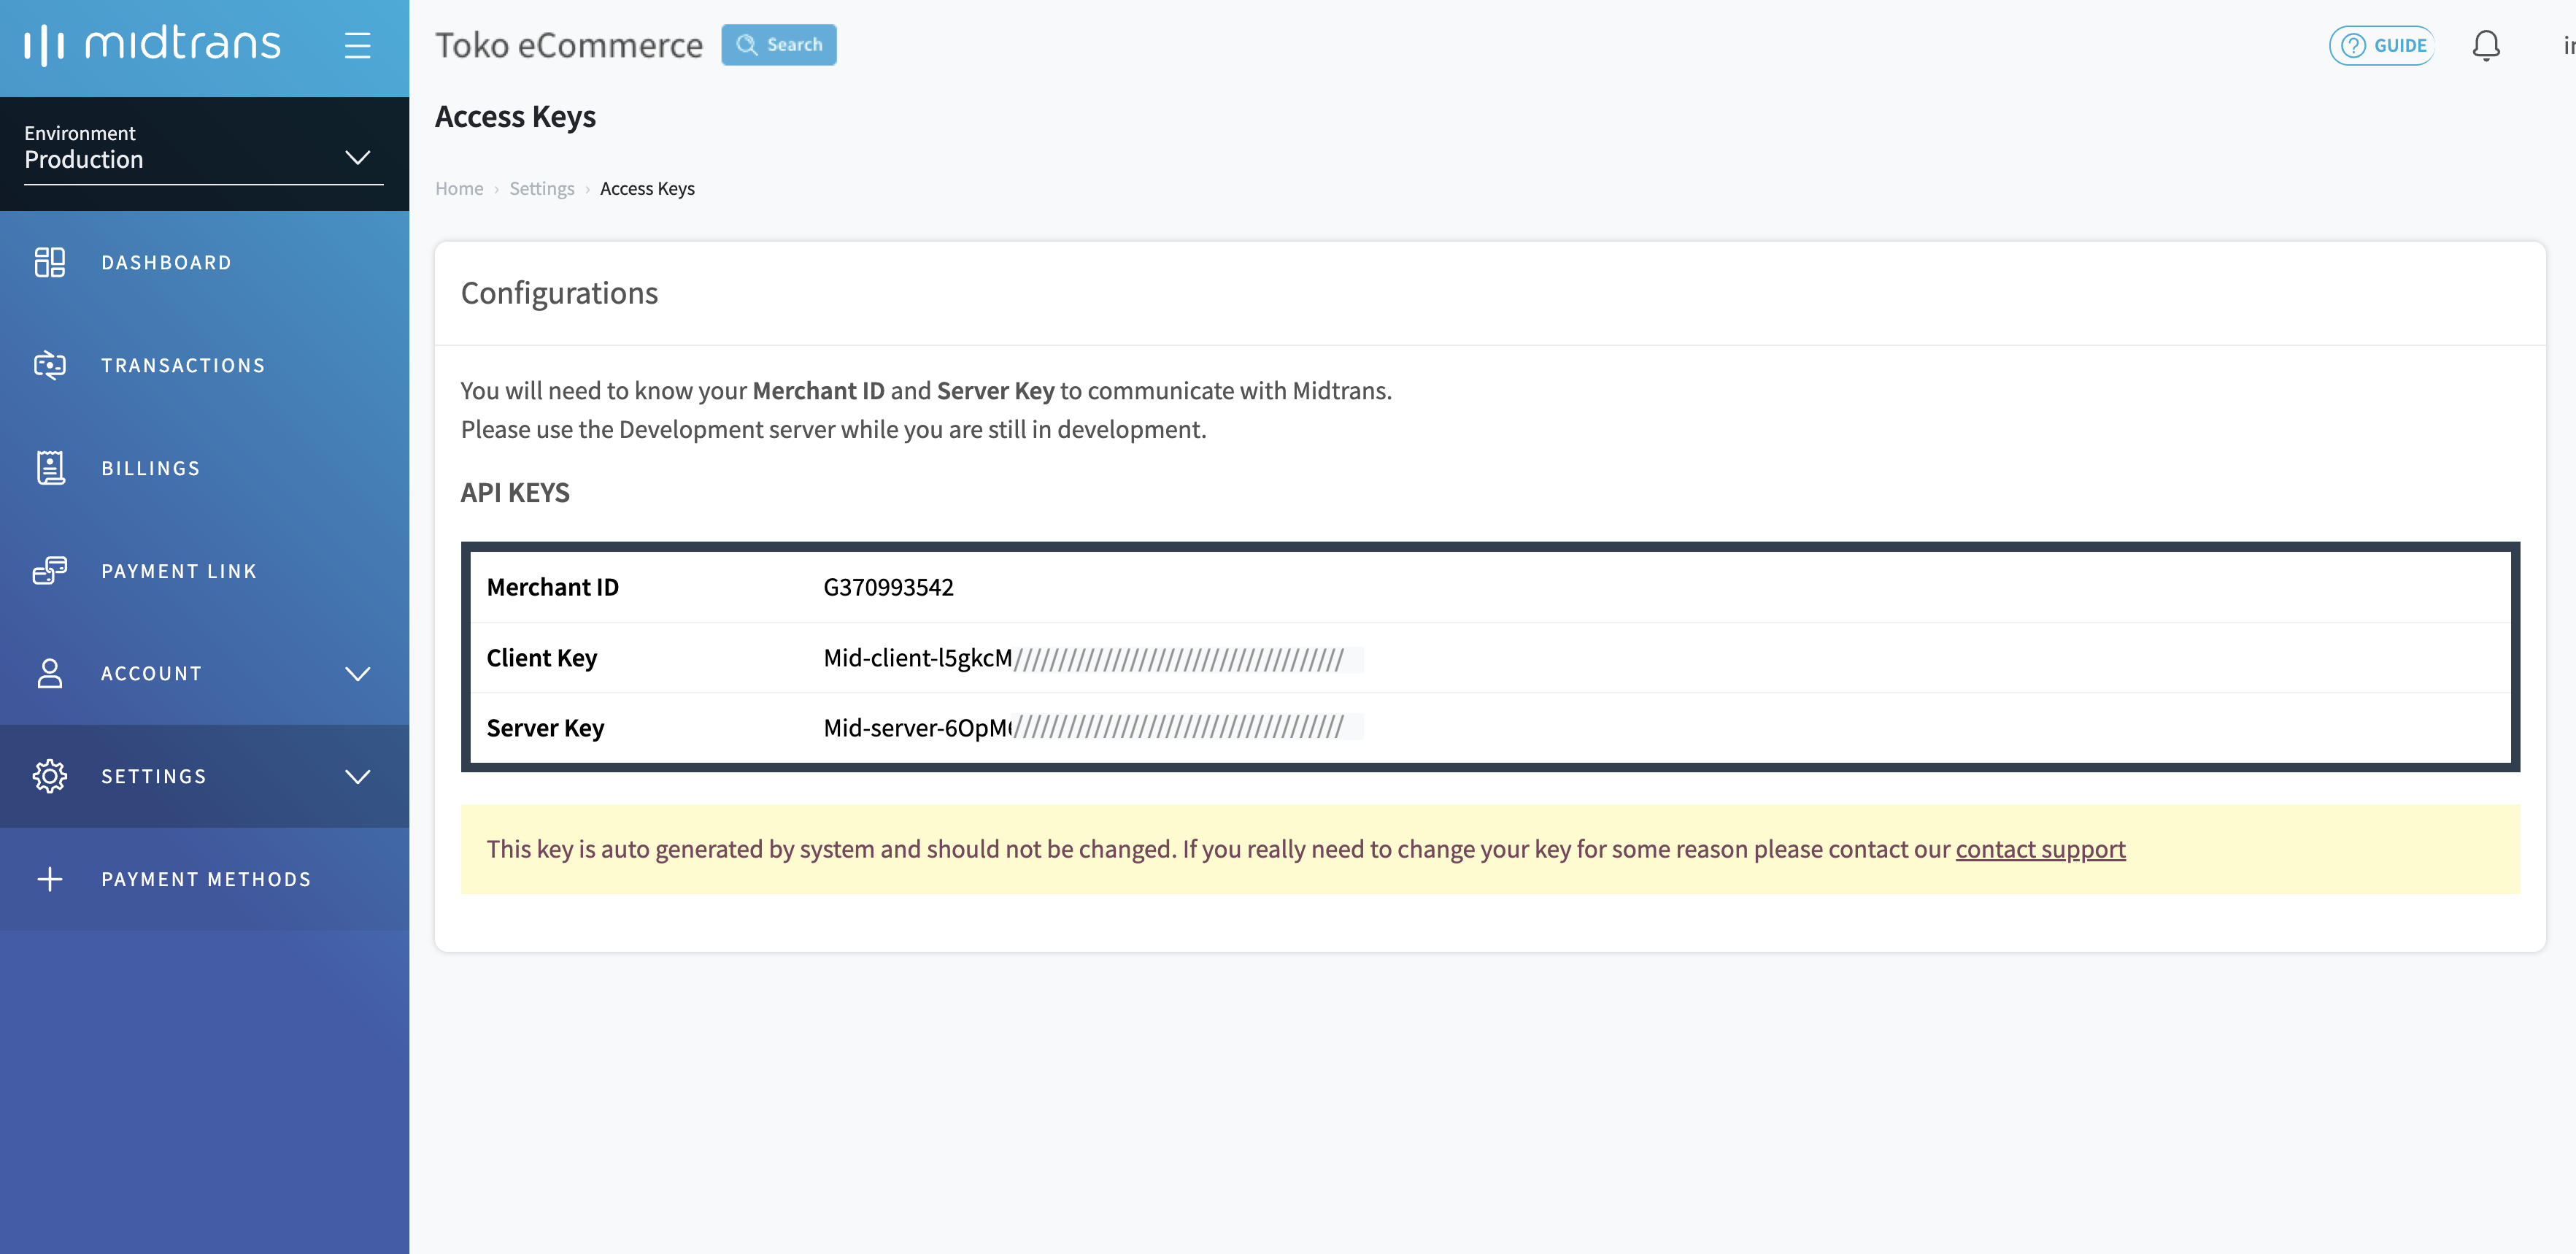 midtrans
Toko eCommerce
Search
GUIDE
Access Keys
Environment
Production
Home › Settings › Access Keys
DASHBOARD
TRANSACTIONS
BILLINGS
PAYMENT LINK
ACCOUNT
SETTINGS
PAYMENT METHODS
Configurations
You will need to know your Merchant ID and Server Key to communicate with Midtrans.
Please use the Development server while you are still in development.
API KEYS
Merchant ID G370993542
Client Key Mid-client-l5gkcM
Server Key Mid-server-6OpM
This key is auto generated by system and should not be changed. If you really need to change your key for some reason please contact our contact support